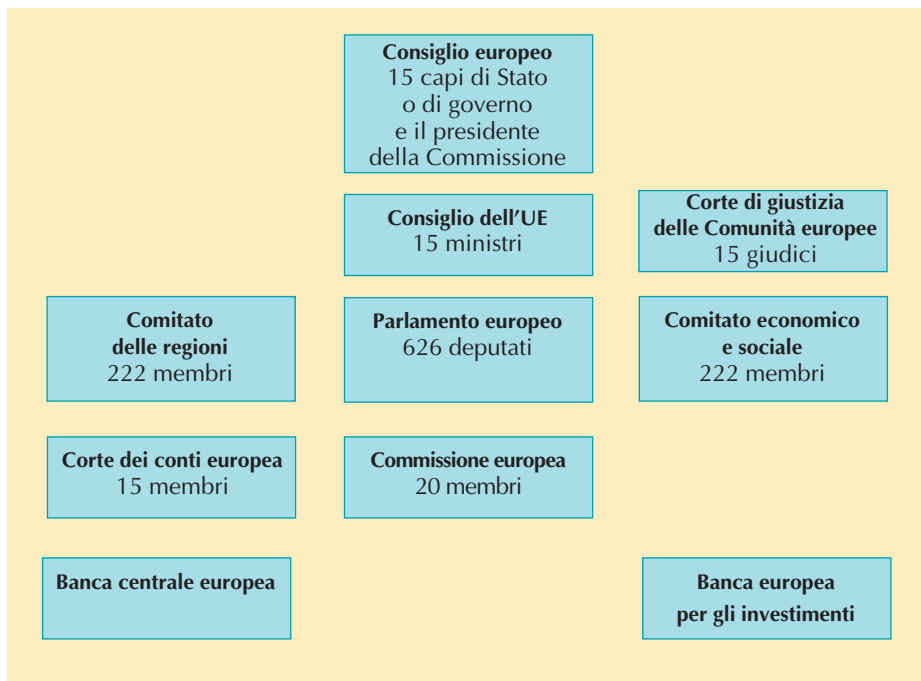 Consiglio europeo
15 capi di Stato
o di governo
e il presidente
della Commissione
Consiglio dell'UE
15 ministri
Corte di giustizia
delle Comunità europee
15 giudici
Comitato
delle regioni
222 membri
Parlamento europeo
626 deputati
Comitato economico
e sociale
222 membri
Corte dei conti europea
15 membri
Commissione europea
20 membri
Banca centrale europea
Banca europea
per gli investimenti